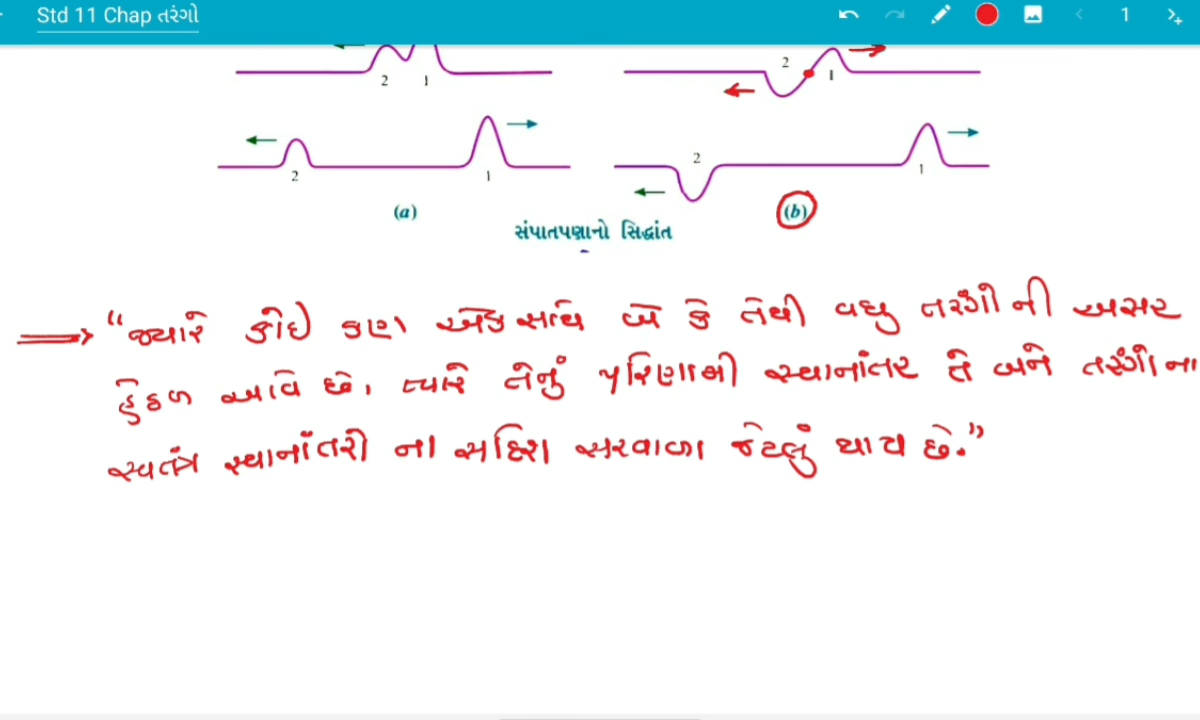 Std 11 Chap તરંગો
1
2 1
2
1
2 1
2 1
(a)
(b)
સંપાતપણાનો સિદ્ધાંત
"જ્યારે કોઈ કણ એક સાથે બે કે તેથી વધુ તરંગોની અસર
હેઠળ આવે છે, ત્યારે તેનું પરિણામી સ્થાનાંતર તે બંને તરંગોના
સ્વતંત્ર સ્થાનાંતરો ના સદિશ સરવાળા જેટલું થાય છે."